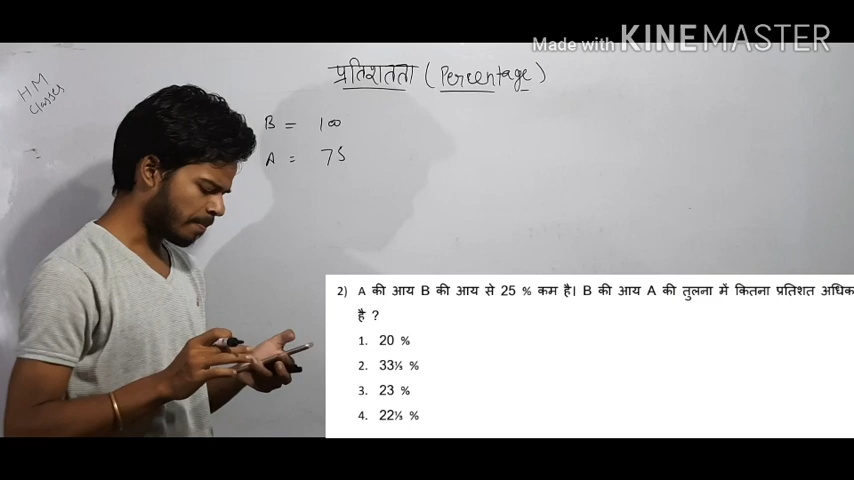 Made with KINEMASTER
प्रतिशतता ( Percentage )
HM
Classes
B = 100
A = 75
2) A की आय B की आय से 25 % कम है। B की आय A की तुलना में कितना प्रतिशत अधिक
है ?
1. 20 %
2. 33⅓ %
3. 23 %
4. 22⅓ %